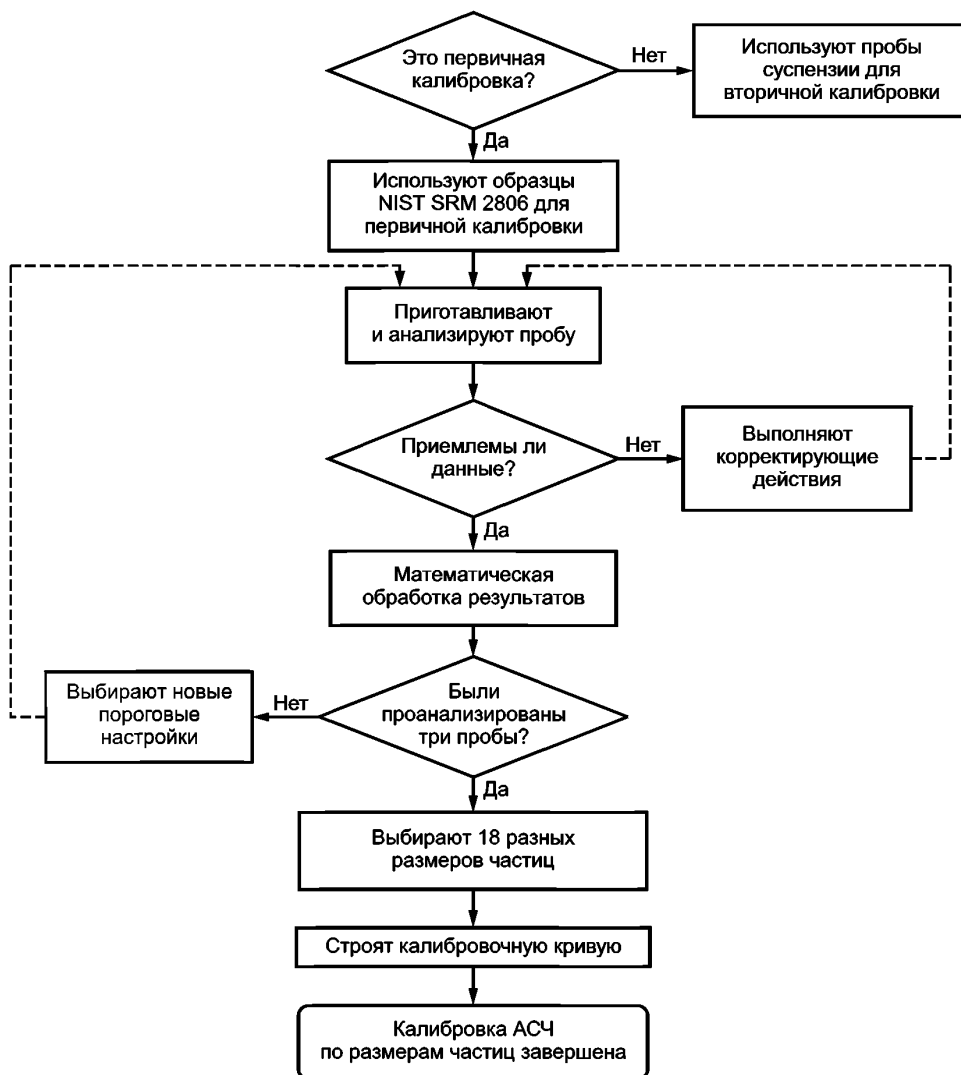 Это первичная
калибровка?
Нет
Используют пробы
суспензии для
вторичной калибровки
Да
Используют образцы
NIST SRM 2806 для
первичной калибровки
Приготавливают
и анализируют пробу
Приемлемы ли
данные?
Нет
Выполняют
корректирующие
действия
Да
Математическая
обработка результатов
Были
проанализированы
три пробы?
Нет
Выбирают новые
пороговые
настройки
Да
Выбирают 18 разных
размеров частиц
Строят калибровочную кривую
Калибровка АСЧ
по размерам частиц завершена